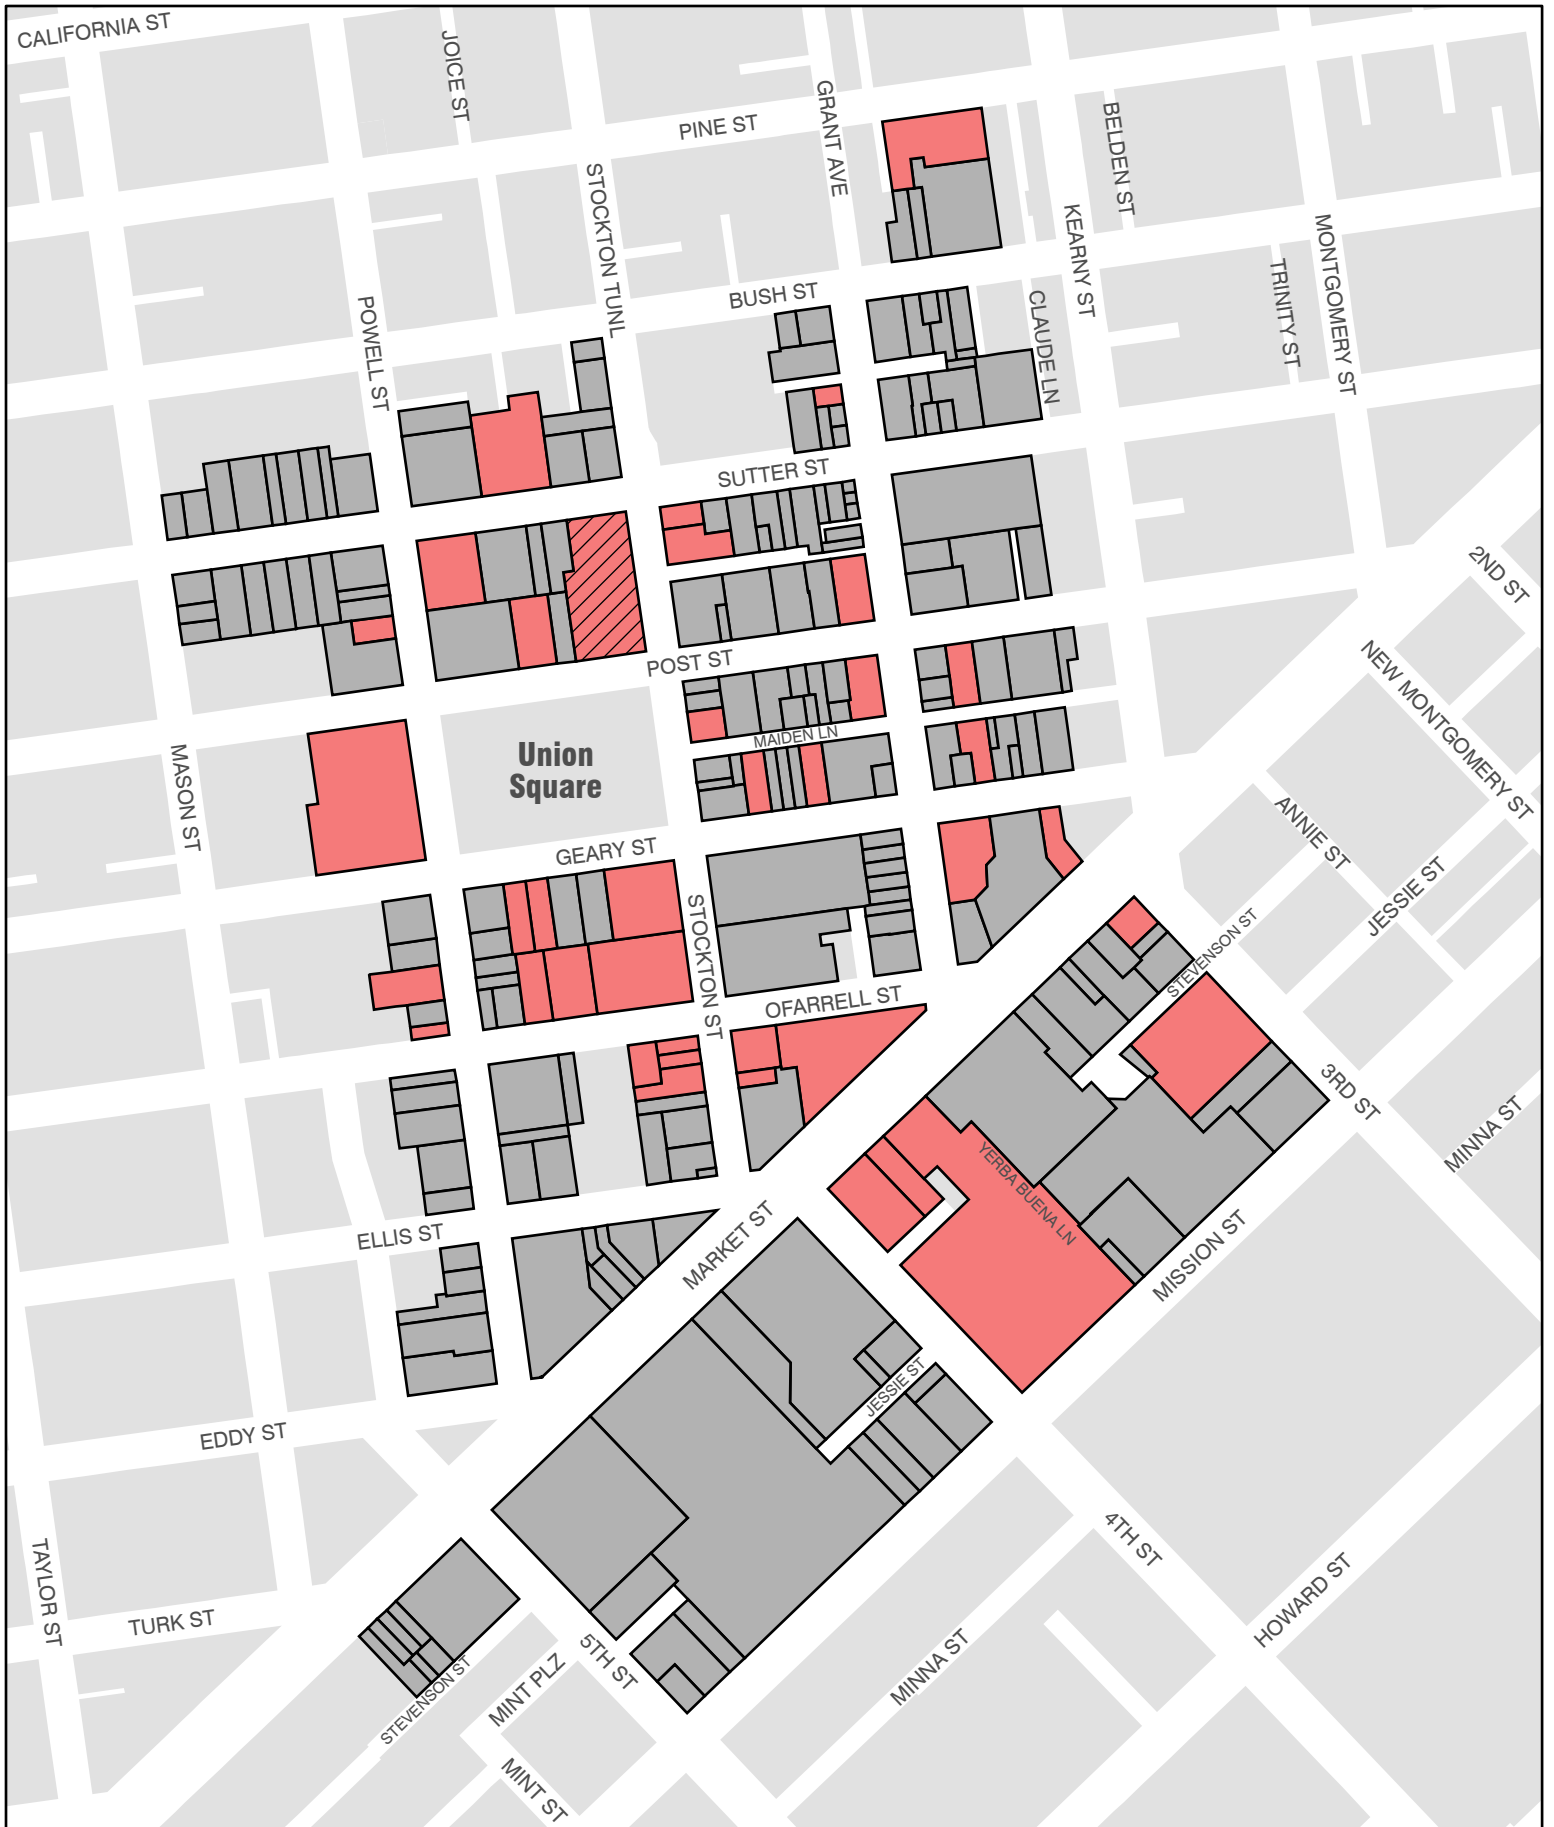 CALIFORNIA ST
JOICE ST
GRANT AVE
PINE ST
BELDEN ST
STOCKTON TUNL
KEARNY ST
MONTGOMERY ST
TRINITY ST
BUSH ST
CLAUDE LN
POWELL ST
SUTTER ST
2ND ST
POST ST
NEW MONTGOMERY ST
MASON ST
Union
Square
MAIDEN LN
ANNIE ST
GEARY ST
JESSIE ST
STOCKTON ST
STEVENSON ST
OFARRELL ST
3RD ST
MINNA ST
YERBA BUENA LN
ELLIS ST
MARKET ST
MISSION ST
JESSIE ST
EDDY ST
4TH ST
TAYLOR ST
TURK ST
HOWARD ST
5TH ST
MINNA ST
STEVENSON ST
MINT PLZ
MINT ST